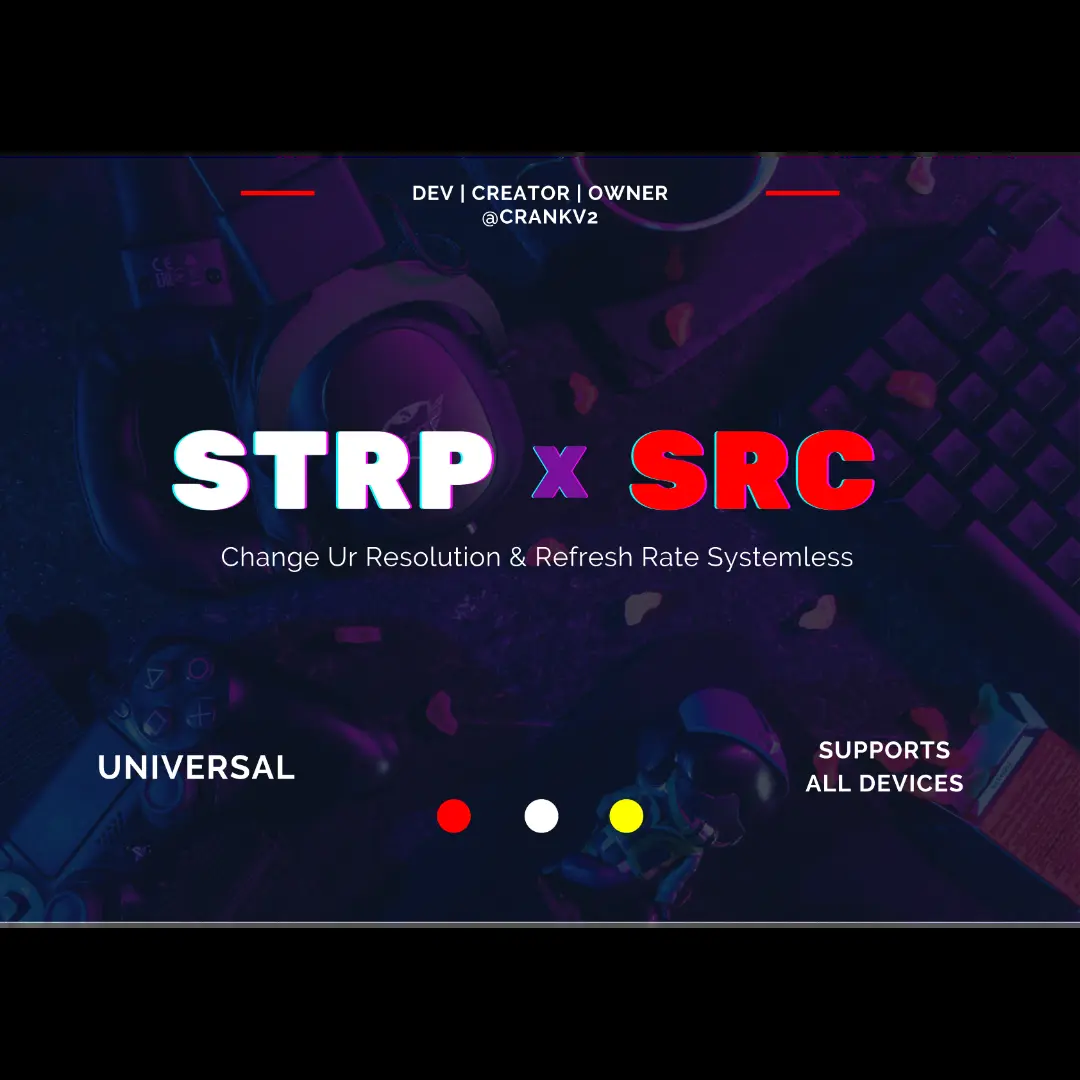 DEV | CREATOR | OWNER
@CRANKV2
STRP x SRC
Change Ur Resolution & Refresh Rate Systemless
UNIVERSAL
SUPPORTS
ALL DEVICES